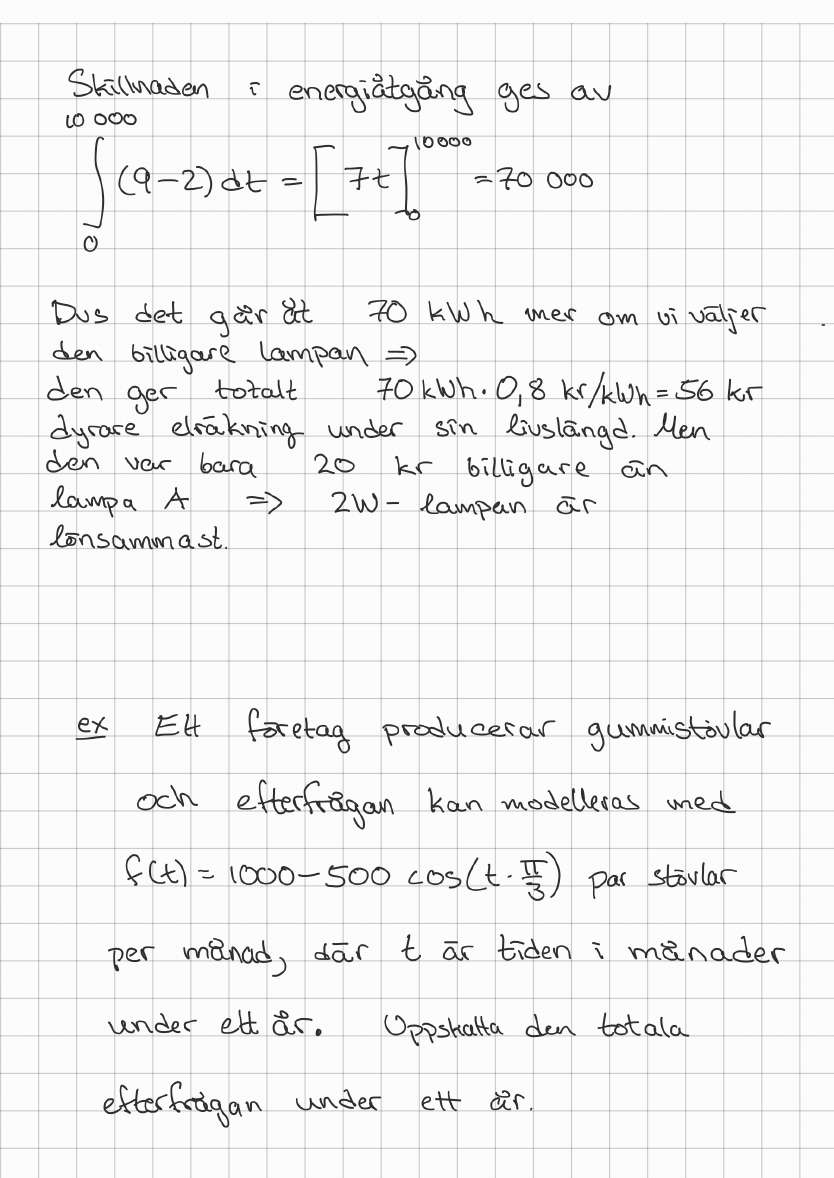 Skillnaden i energiåtgång ges av
∫₀^{10 000} (9-2) dt = [7t]₀^{10000} = 70 000
Dvs det går åt 70 kWh mer om vi väljer
den billigare lampan ⇒
den ger totalt 70 kWh · 0,8 kr/kWh = 56 kr
dyrare elräkning under sin livslängd. Men
den var bara 20 kr billigare än
lampa A ⇒ 2W- lampan är
lönsammast.
ex Ett företag producerar gummistövlar
och efterfrågan kan modelleras med
f(t) = 1000-500 cos(t · π/3) par stövlar
per månad, där t är tiden i månader
under ett år. Uppskatta den totala
efterfrågan under ett år.